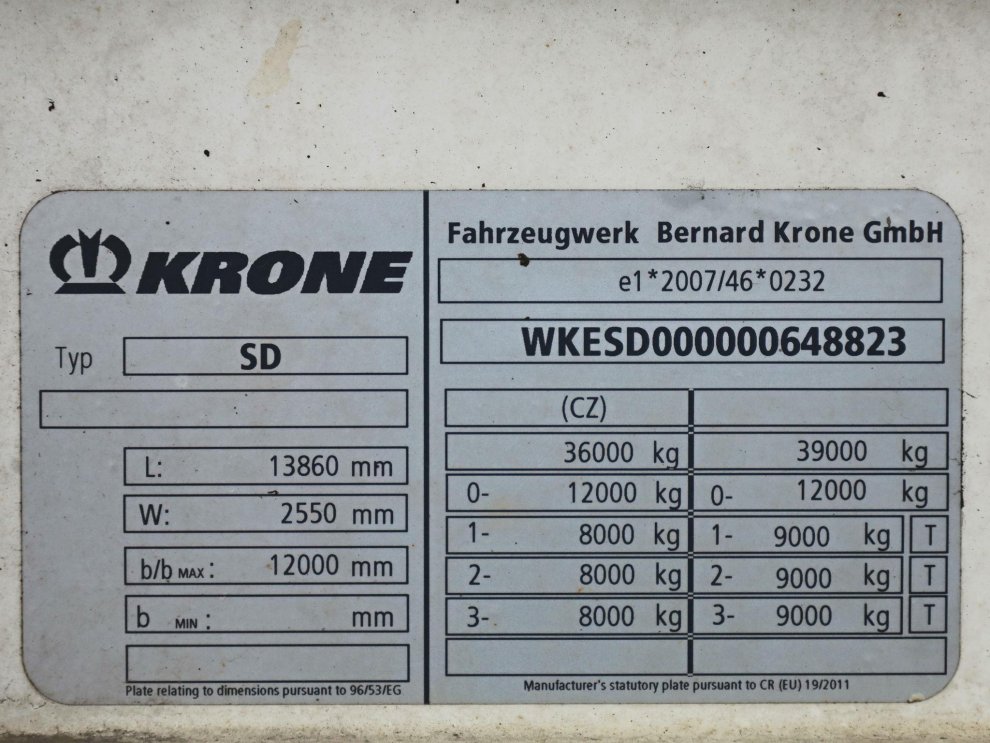 KRONE
Typ SD
L: 13860 mm
W: 2550 mm
b/b MAX : 12000 mm
b MIN : mm
Plate relating to dimensions pursuant to 96/53/EG
Fahrzeugwerk Bernard Krone GmbH
e1*2007/46*0232
WKESD000000648823
(CZ)
36000 kg 39000 kg
0- 12000 kg 0- 12000 kg
1- 8000 kg 1- 9000 kg T
2- 8000 kg 2- 9000 kg T
3- 8000 kg 3- 9000 kg T
Manufacturer's statutory plate pursuant to CR (EU) 19/2011